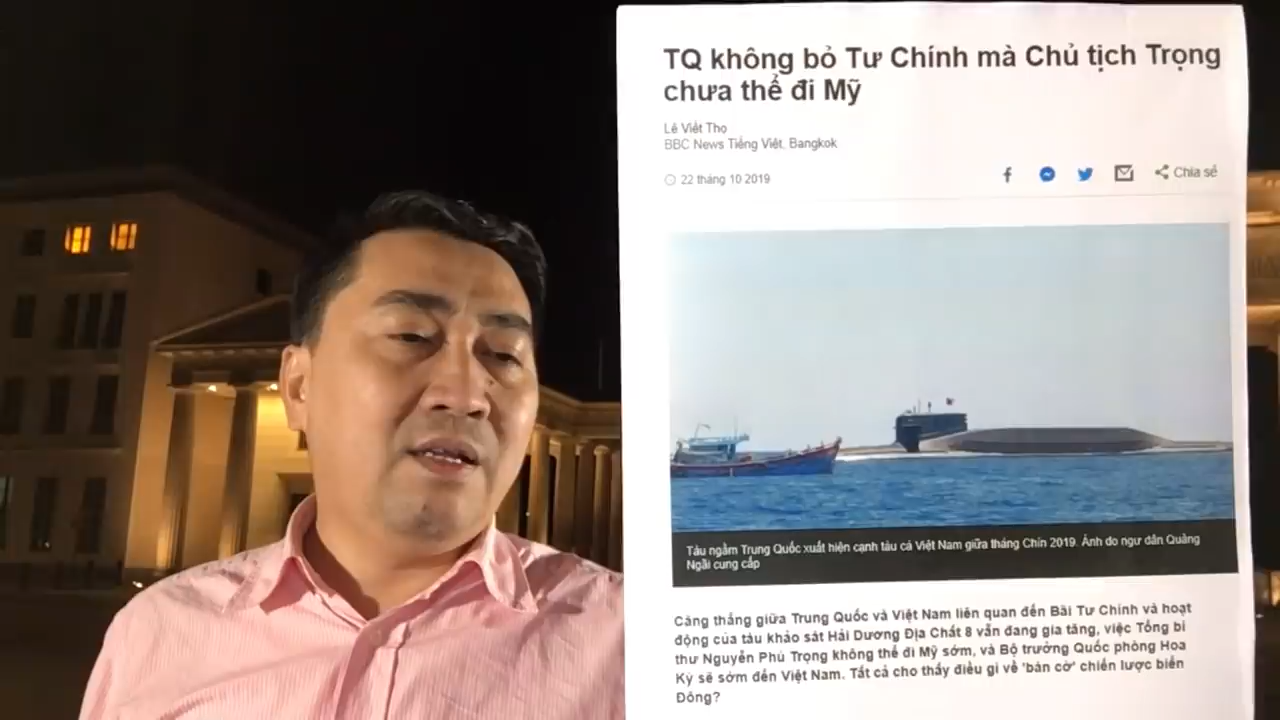 TQ không bỏ Tư Chính mà Chủ tịch Trọng
chưa thể đi Mỹ
Lê Viết Thọ
BBC News Tiếng Việt, Bangkok
22 tháng 10 2019
Chia sẻ
Tàu ngầm Trung Quốc xuất hiện cạnh tàu cá Việt Nam giữa tháng Chín 2019. Ảnh do ngư dân Quảng
Ngãi cung cấp
Căng thẳng giữa Trung Quốc và Việt Nam liên quan đến Bãi Tư Chính và hoạt
động của tàu khảo sát Hải Dương Địa Chất 8 vẫn đang gia tăng, việc Tổng bí
thư Nguyễn Phú Trọng không thể đi Mỹ sớm, và Bộ trưởng Quốc phòng Hoa
Kỳ sẽ sớm đến Việt Nam. Tất cả cho thấy điều gì về 'bàn cờ' chiến lược biển
Đông?